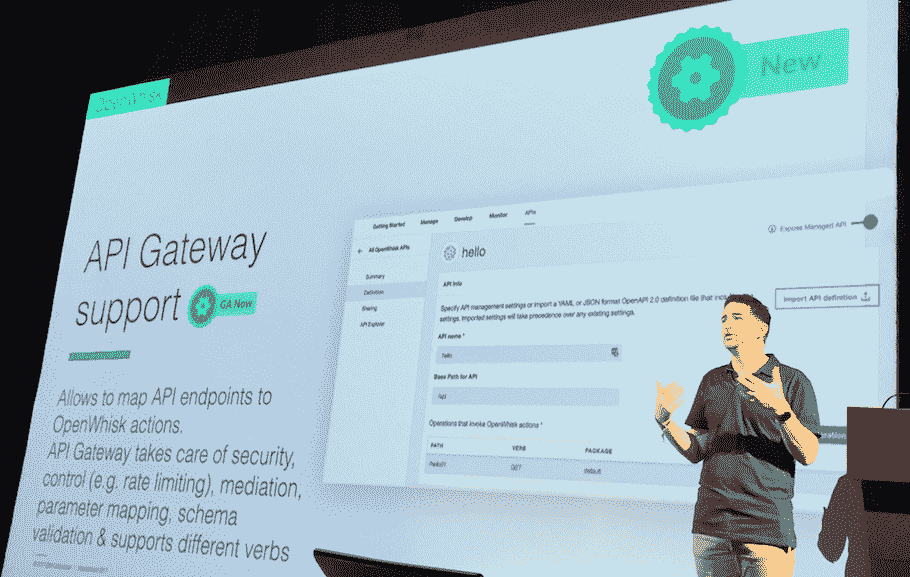 OpenWhisk
New
API Gateway
support
GA Now
Allows to map API endpoints to
OpenWhisk actions.
API Gateway takes care of security,
control (e.g. rate limiting), mediation,
parameter mapping, schema
validation & supports different verbs
Getting Started Manage Develop Monitor APIs
← All OpenWhisk APIs
Summary
Definition
Sharing
API Explorer
hello
Expose Managed API
API Info
Specify API management settings or import a YAML or JSON format OpenAPI 2.0 definition file that
settings. Imported settings will take precedence over any existing settings.
Import API definition
API name *
hello
Base Path for API
Operations that invoke OpenWhisk actions *
PATH VERB PACKAGE
GET default